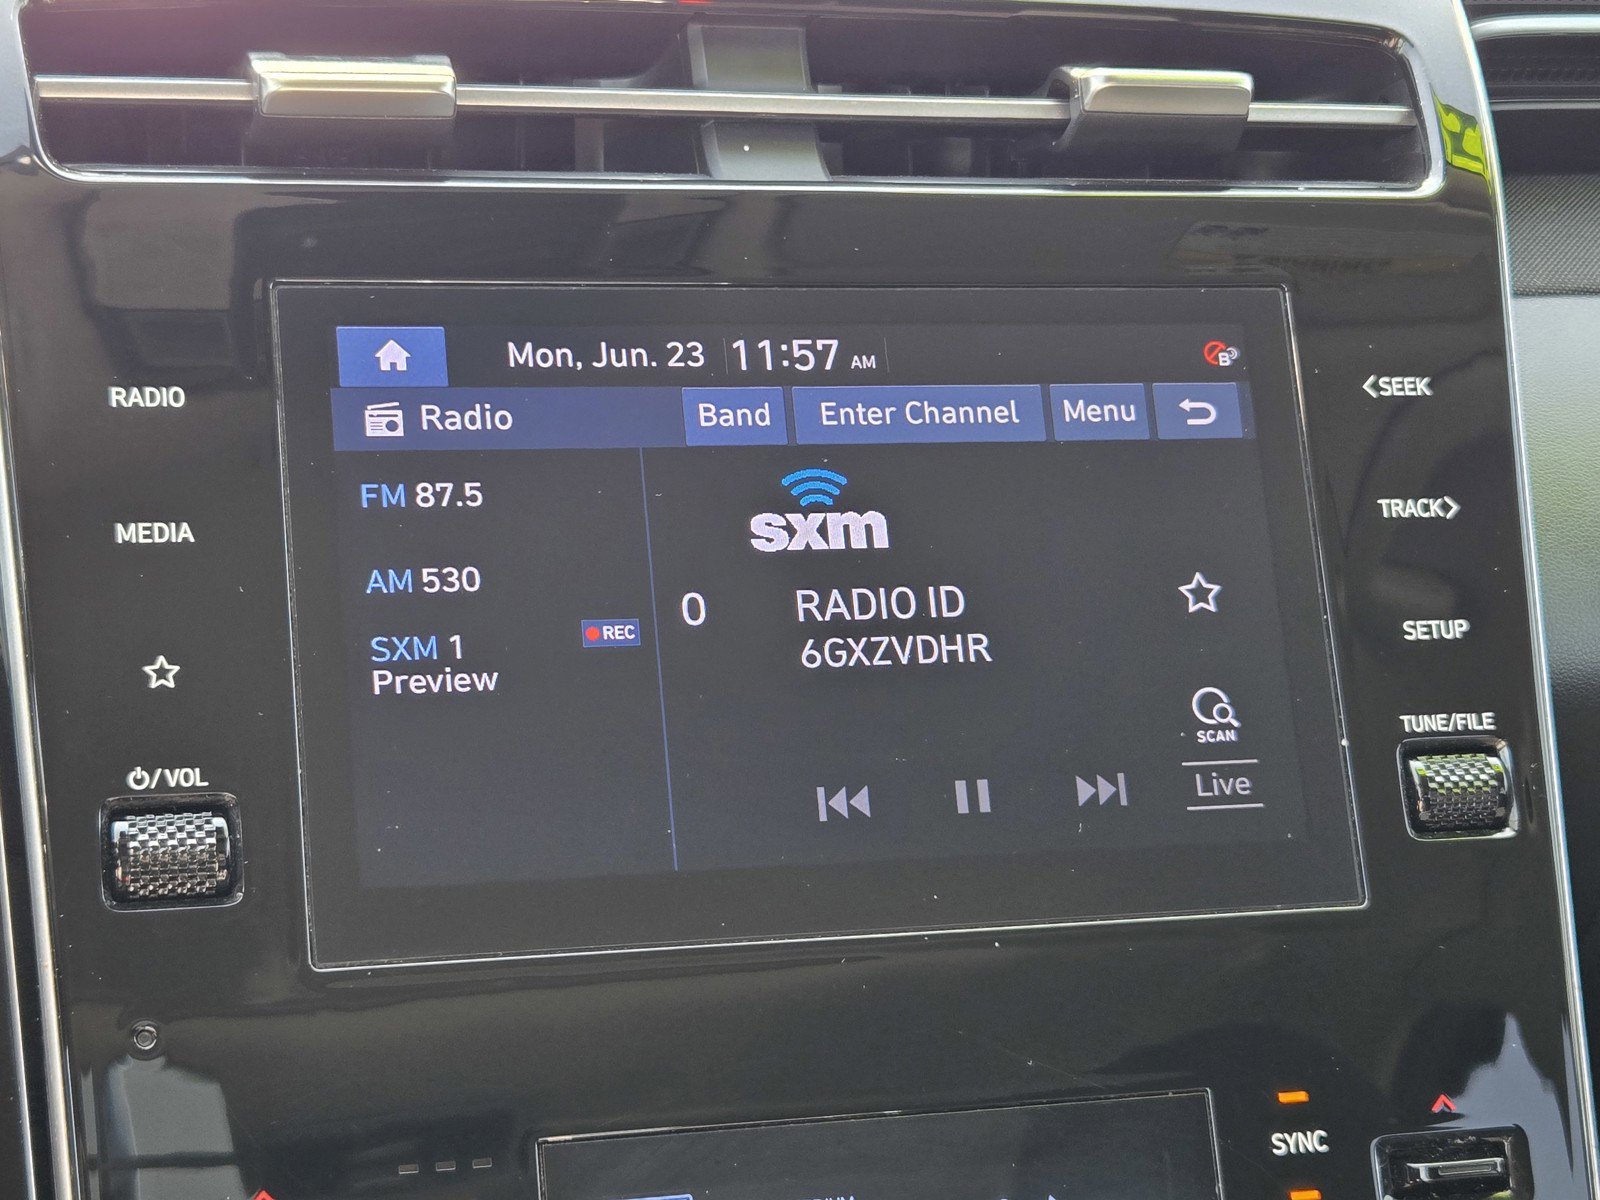 RADIO
MEDIA
⏻/VOL
Mon, Jun. 23 11:57 AM
B
Radio Band Enter Channel Menu
FM 87.5
AM 530
SXM 1
Preview
REC
sxm
0 RADIO ID
6GXZVDHR
SCAN
Live
<SEEK
TRACK>
SETUP
TUNE/FILE
SYNC